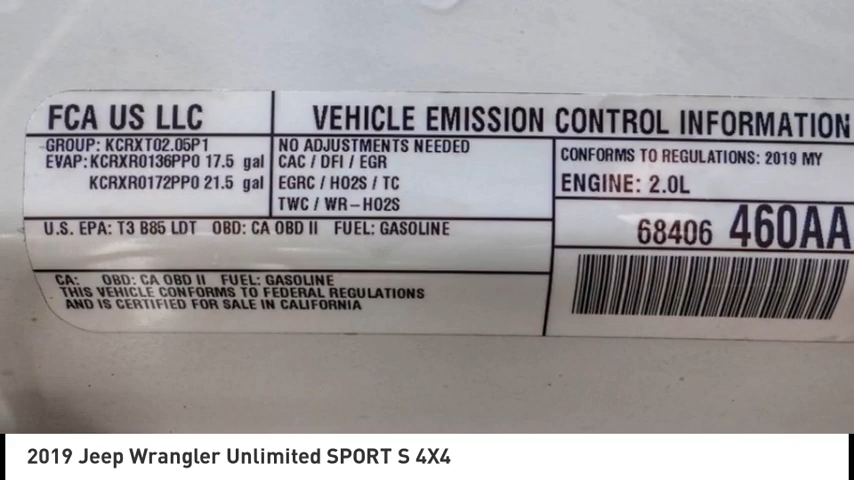 FCA US LLC
VEHICLE EMISSION CONTROL INFORMATION
GROUP: KCRXT02.05P1
EVAP: KCRXR0136PP0 17.5 gal
KCRXR0172PP0 21.5 gal
NO ADJUSTMENTS NEEDED
CAC / DFI / EGR
EGRC / HO2S / TC
TWC / WR-HO2S
CONFORMS TO REGULATIONS: 2019 MY
ENGINE: 2.0L
U.S. EPA: T3 B85 LDT OBD: CA OBD II FUEL: GASOLINE
68406 460AA
CA: OBD: CA OBD II FUEL: GASOLINE
THIS VEHICLE CONFORMS TO FEDERAL REGULATIONS
AND IS CERTIFIED FOR SALE IN CALIFORNIA
2019 Jeep Wrangler Unlimited SPORT S 4X4